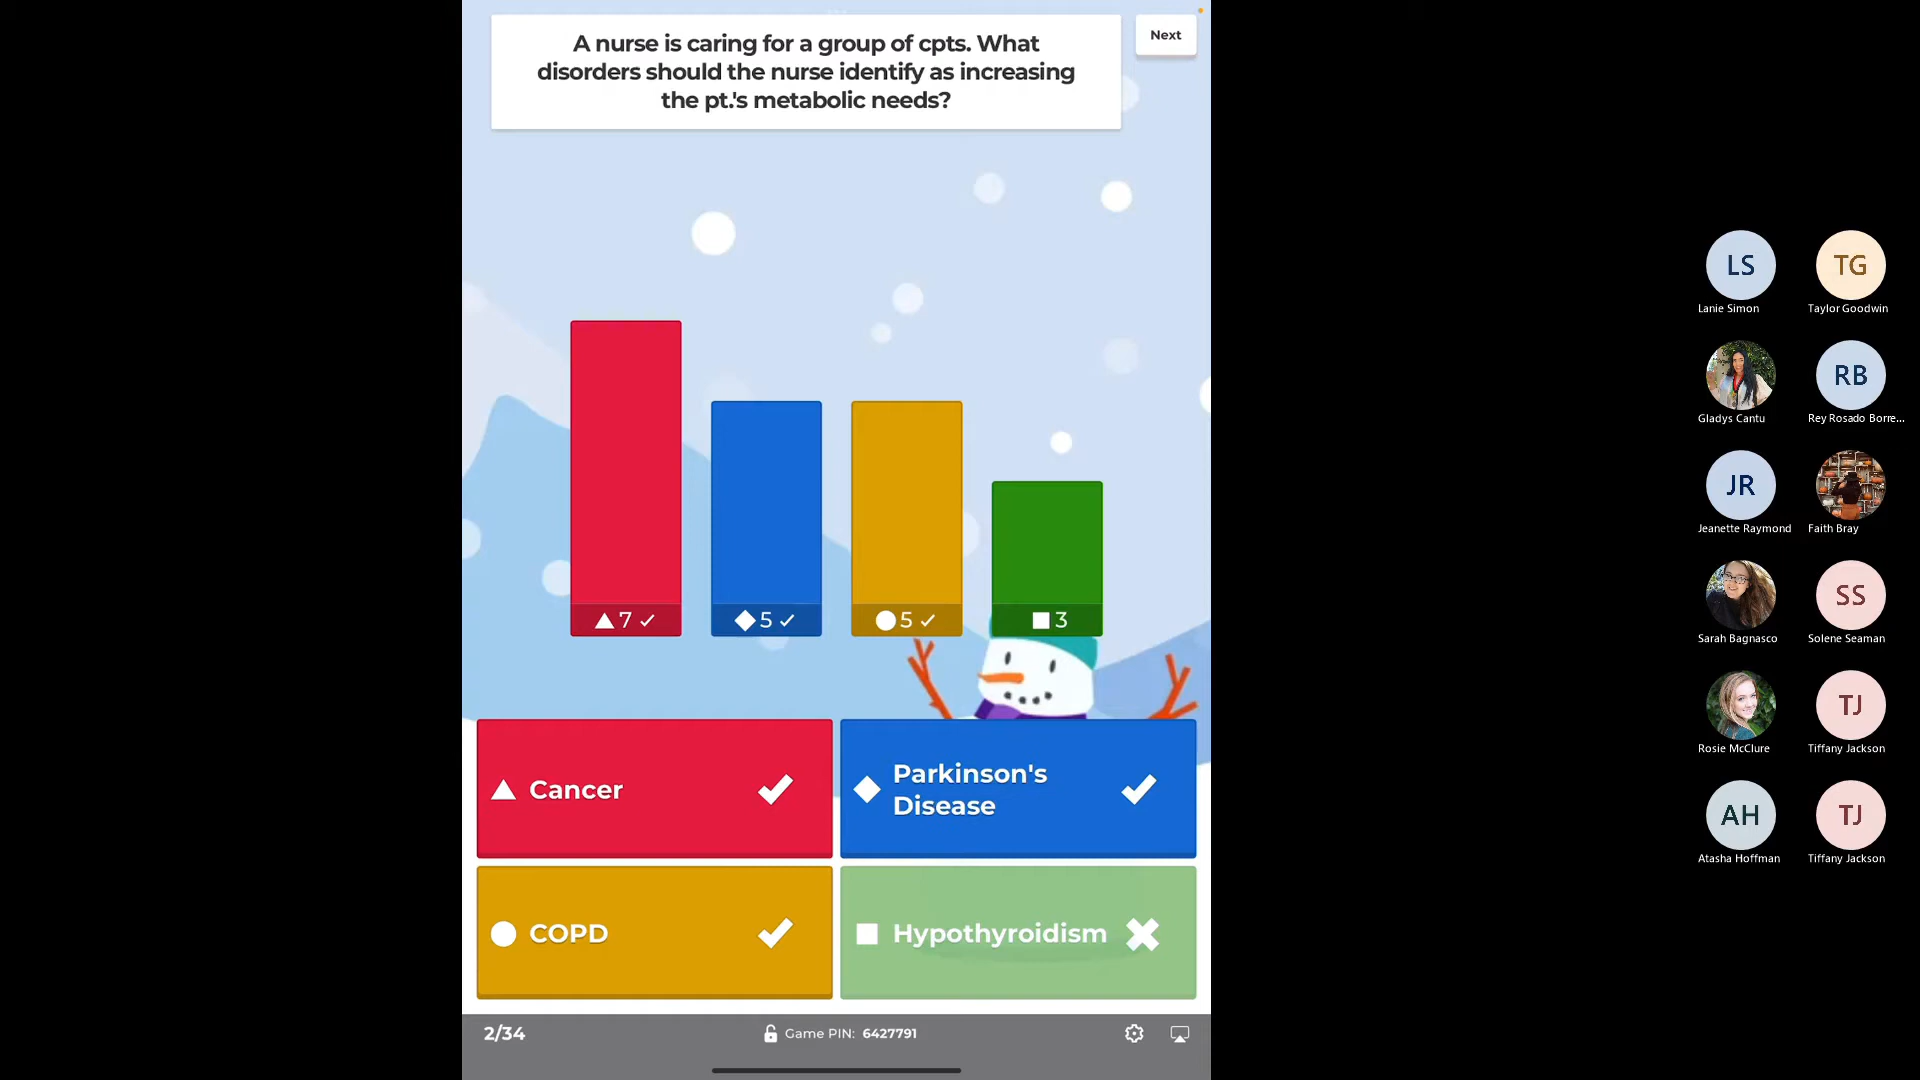 A nurse is caring for a group of cpts. What
disorders should the nurse identify as increasing
the pt.'s metabolic needs?
Next
7
5
5
3
Cancer
Parkinson's
Disease
COPD
Hypothyroidism
2/34
Game PIN: 6427791
LS
Lanie Simon
TG
Taylor Goodwin
Gladys Cantu
RB
Rey Rosado Borre...
JR
Jeanette Raymond
Faith Bray
Sarah Bagnasco
SS
Solene Seaman
Rosie McClure
TJ
Tiffany Jackson
AH
Atasha Hoffman
TJ
Tiffany Jackson